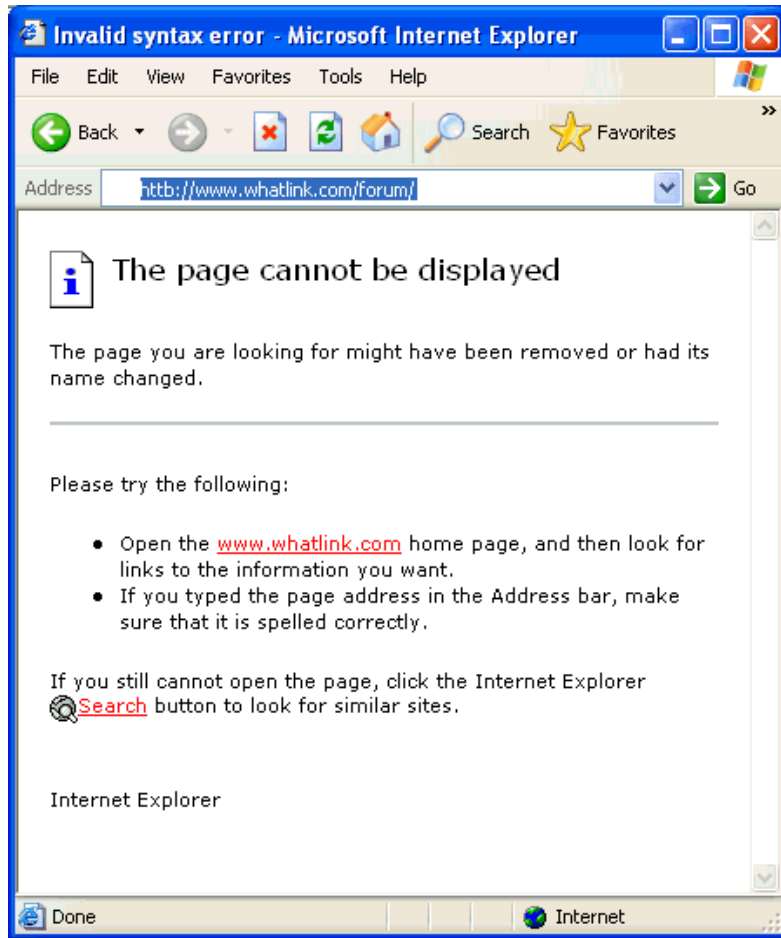 Invalid syntax error - Microsoft Internet Explorer
File Edit View Favorites Tools Help
Back Search Favorites »
Address httb://www.whatlink.com/forum/ Go
i The page cannot be displayed
The page you are looking for might have been removed or had its
name changed.
Please try the following:
● Open the www.whatlink.com home page, and then look for
links to the information you want.
● If you typed the page address in the Address bar, make
sure that it is spelled correctly.
If you still cannot open the page, click the Internet Explorer
Search button to look for similar sites.
Internet Explorer
Done Internet